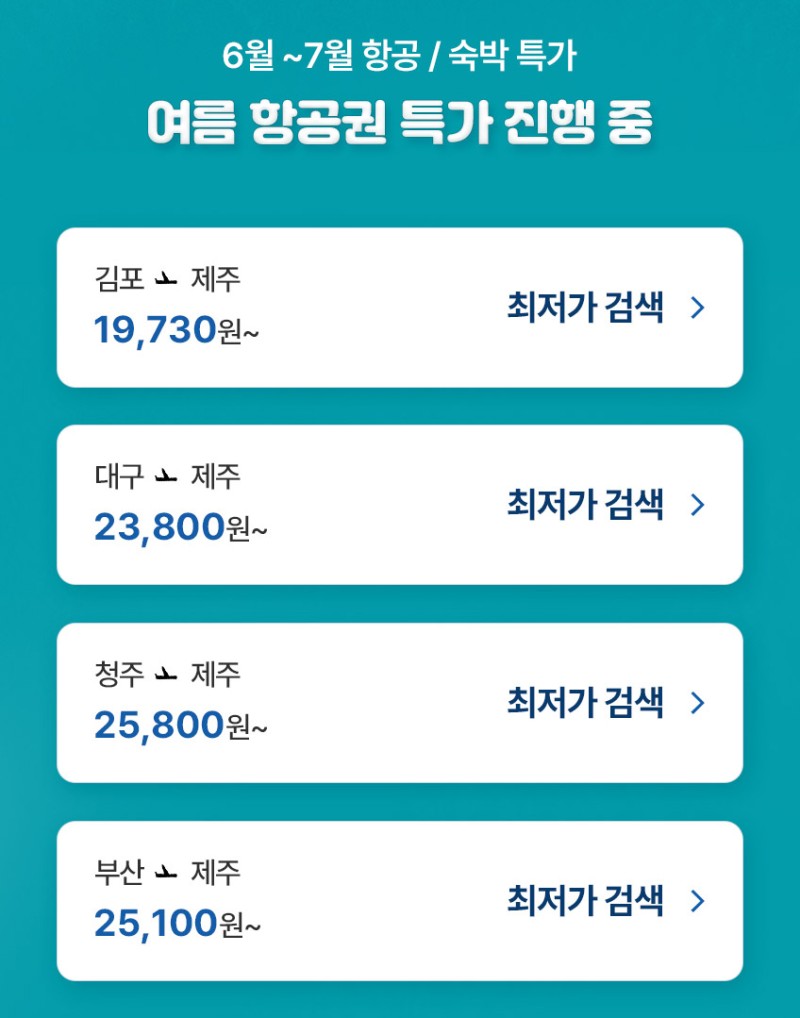 6월 ~7월 항공 / 숙박 특가
여름 항공권 특가 진행 중
김포 제주
19,730원~
최저가 검색
대구 제주
23,800원~
최저가 검색
청주 제주
25,800원~
최저가 검색
부산 제주
25,100원~
최저가 검색